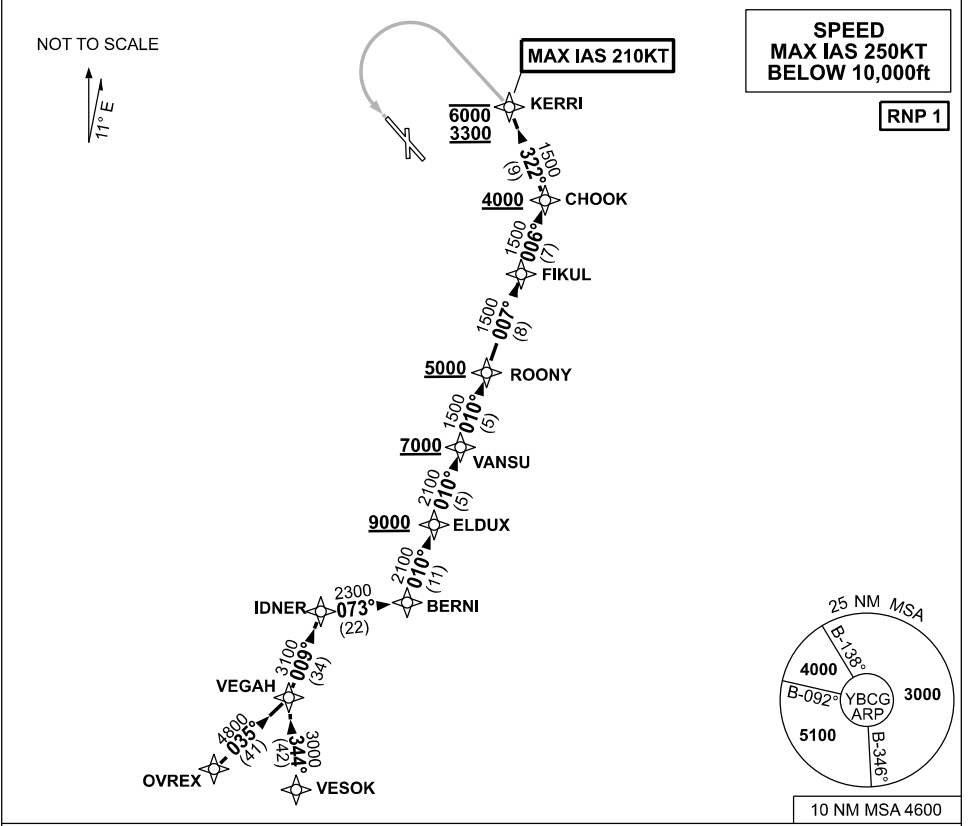 NOT TO SCALE
11° E
SPEED
MAX IAS 250KT
BELOW 10,000ft
RNP 1
MAX IAS 210KT
KERRI
6000
3300
1500
322°
(9)
4000
CHOOK
1500
006°
(7)
FIKUL
1500
007°
(8)
5000
ROONY
1500
010°
(5)
7000
VANSU
2100
010°
(5)
9000
ELDUX
2100
010°
(11)
BERNI
IDNER
2300
073°
(22)
3100
009°
(34)
VEGAH
4800
035°
(41)
OVREX
3000
344°
(42)
VESOK
25 NM MSA
B-138°
4000
B-092°
YBCG
ARP
3000
5100
B-346°
10 NM MSA 4600